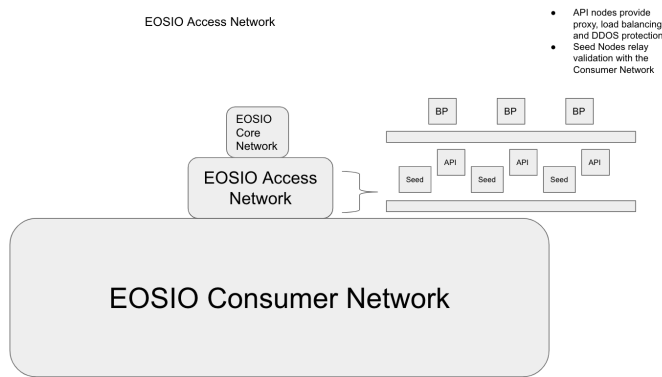 EOSIO Access Network
● API nodes provide
proxy, load balancing
and DDOS protection
● Seed Nodes relay
validation with the
Consumer Network
EOSIO
Core
Network
BP BP BP
API API API
Seed Seed Seed
EOSIO Access
Network
EOSIO Consumer Network